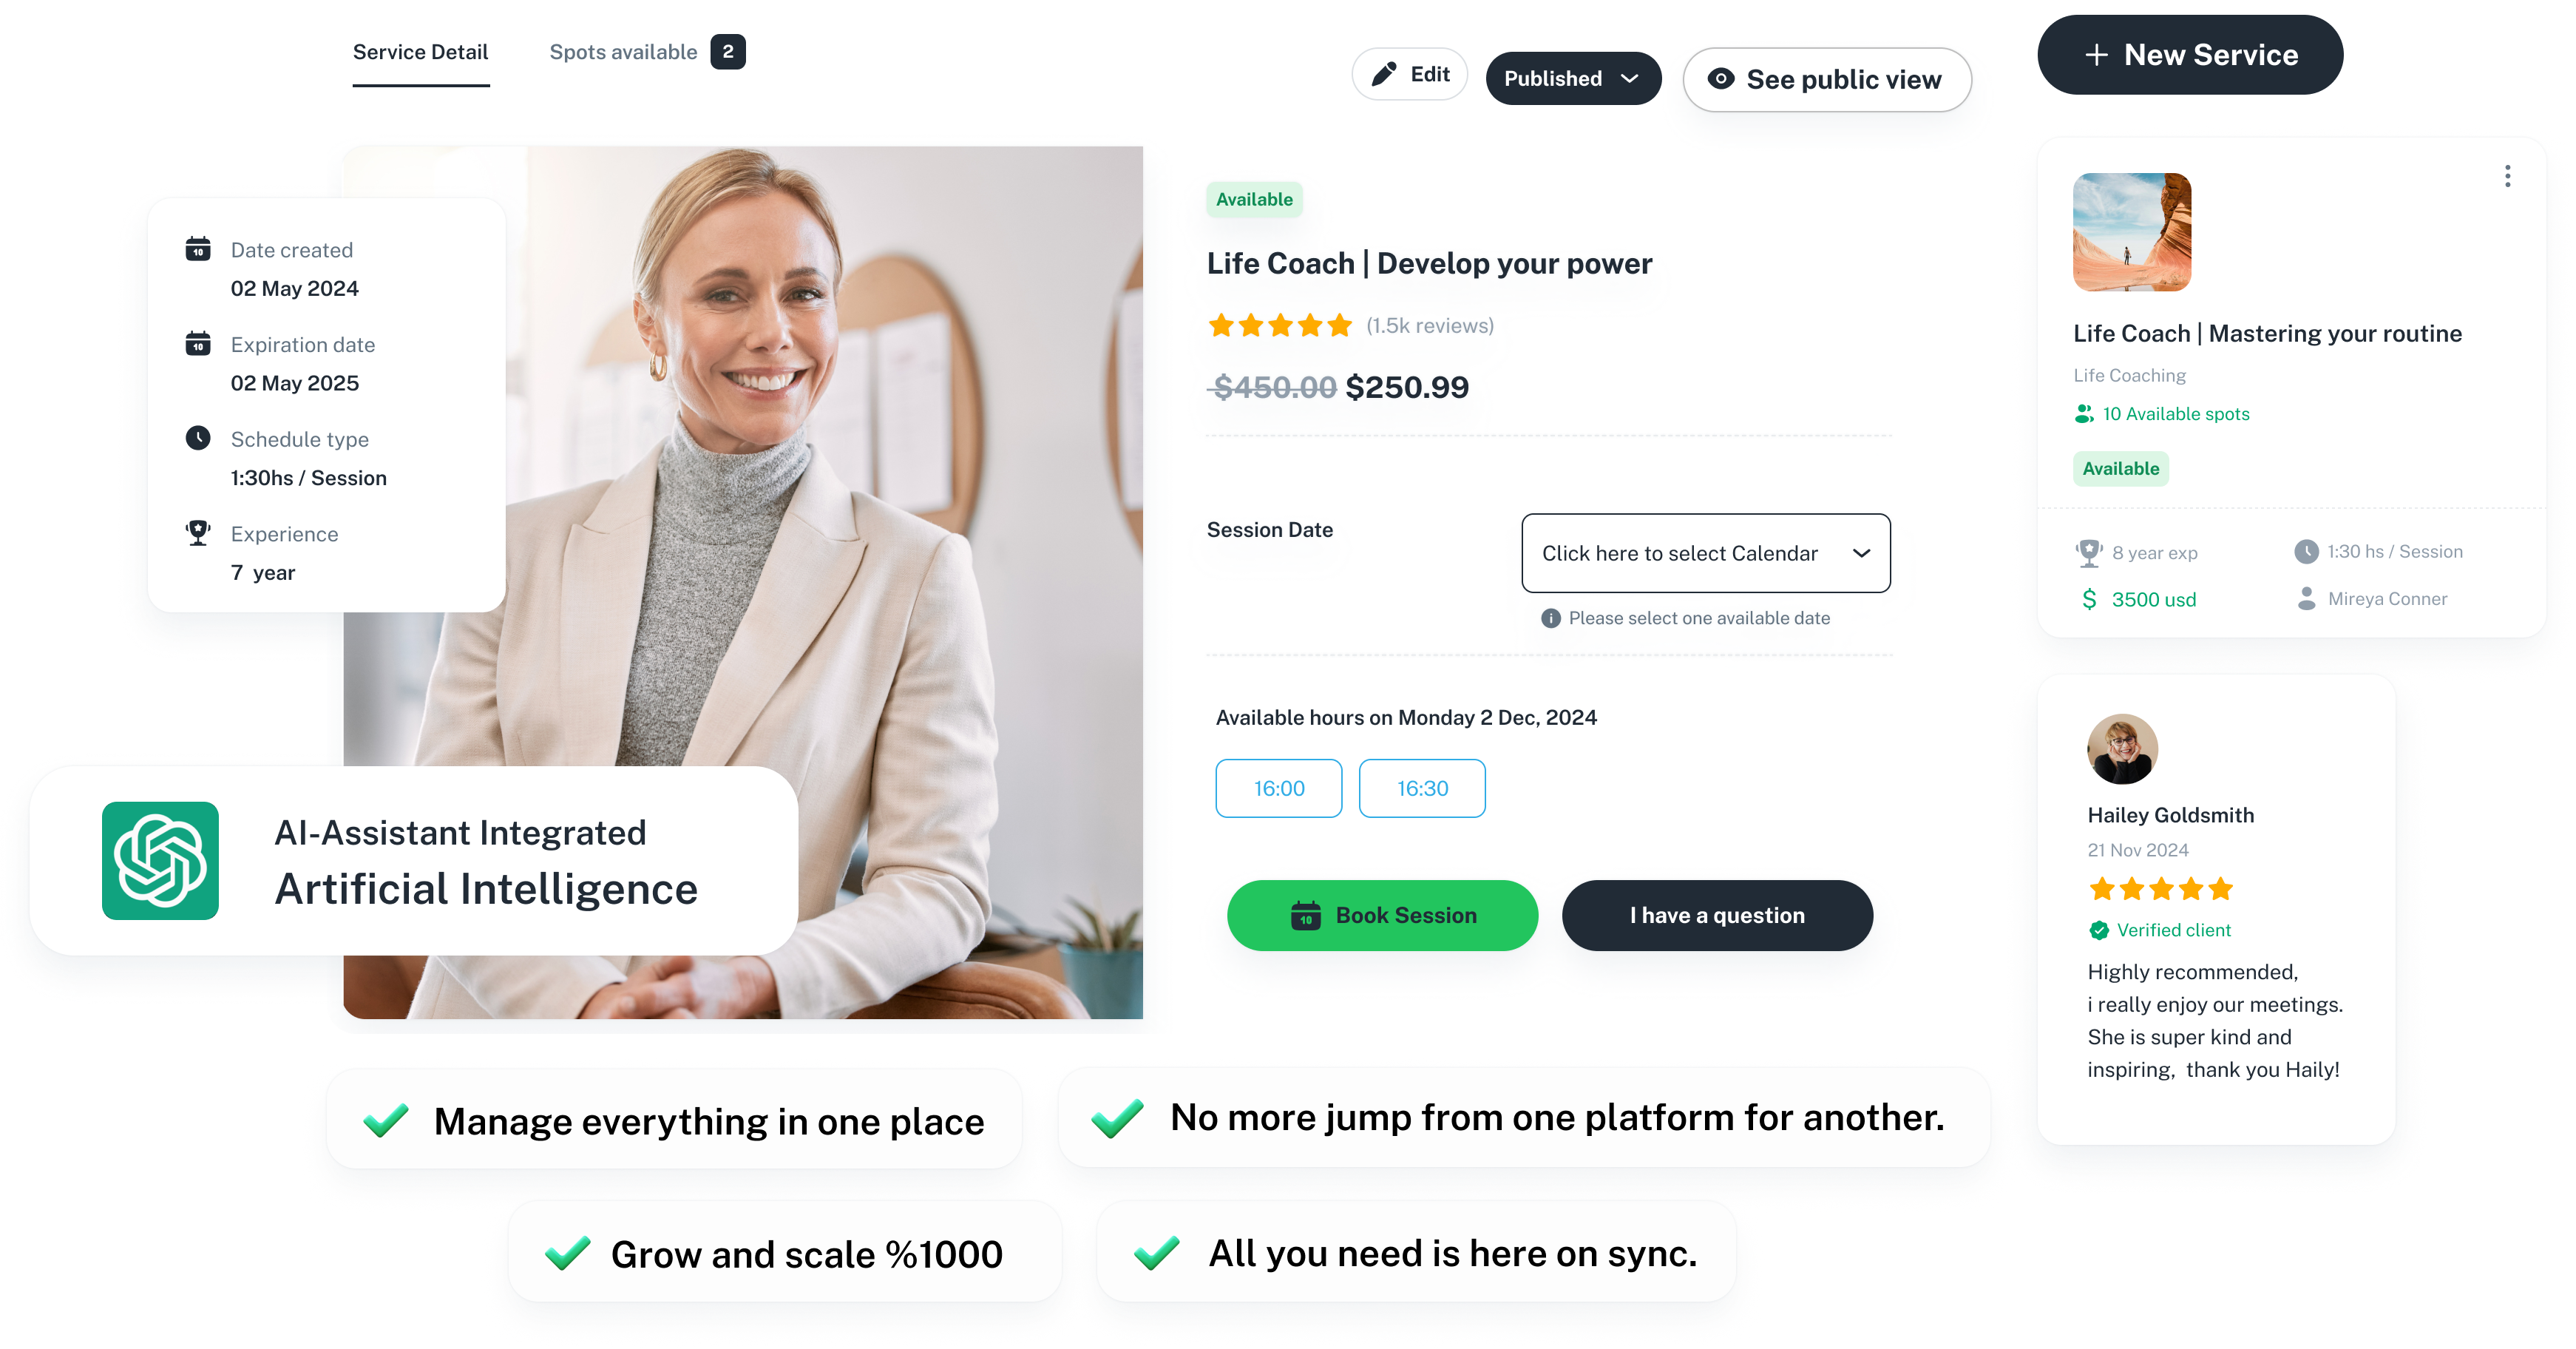 Service Detail
Spots available 2
Edit
Published
See public view
+ New Service
Date created
02 May 2024
Expiration date
02 May 2025
Schedule type
1:30hs / Session
Experience
7 year
AI-Assistant Integrated
Artificial Intelligence
Available
Life Coach | Develop your power
(1.5k reviews)
$450.00 $250.99
Session Date
Click here to select Calendar
Please select one available date
Available hours on Monday 2 Dec, 2024
16:00 16:30
Book Session
I have a question
Life Coach | Mastering your routine
Life Coaching
10 Available spots
Available
8 year exp
1:30 hs / Session
$ 3500 usd
Mireya Conner
Hailey Goldsmith
21 Nov 2024
Verified client
Highly recommended,
i really enjoy our meetings.
She is super kind and
inspiring, thank you Haily!
Manage everything in one place
No more jump from one platform for another.
Grow and scale %1000
All you need is here on sync.